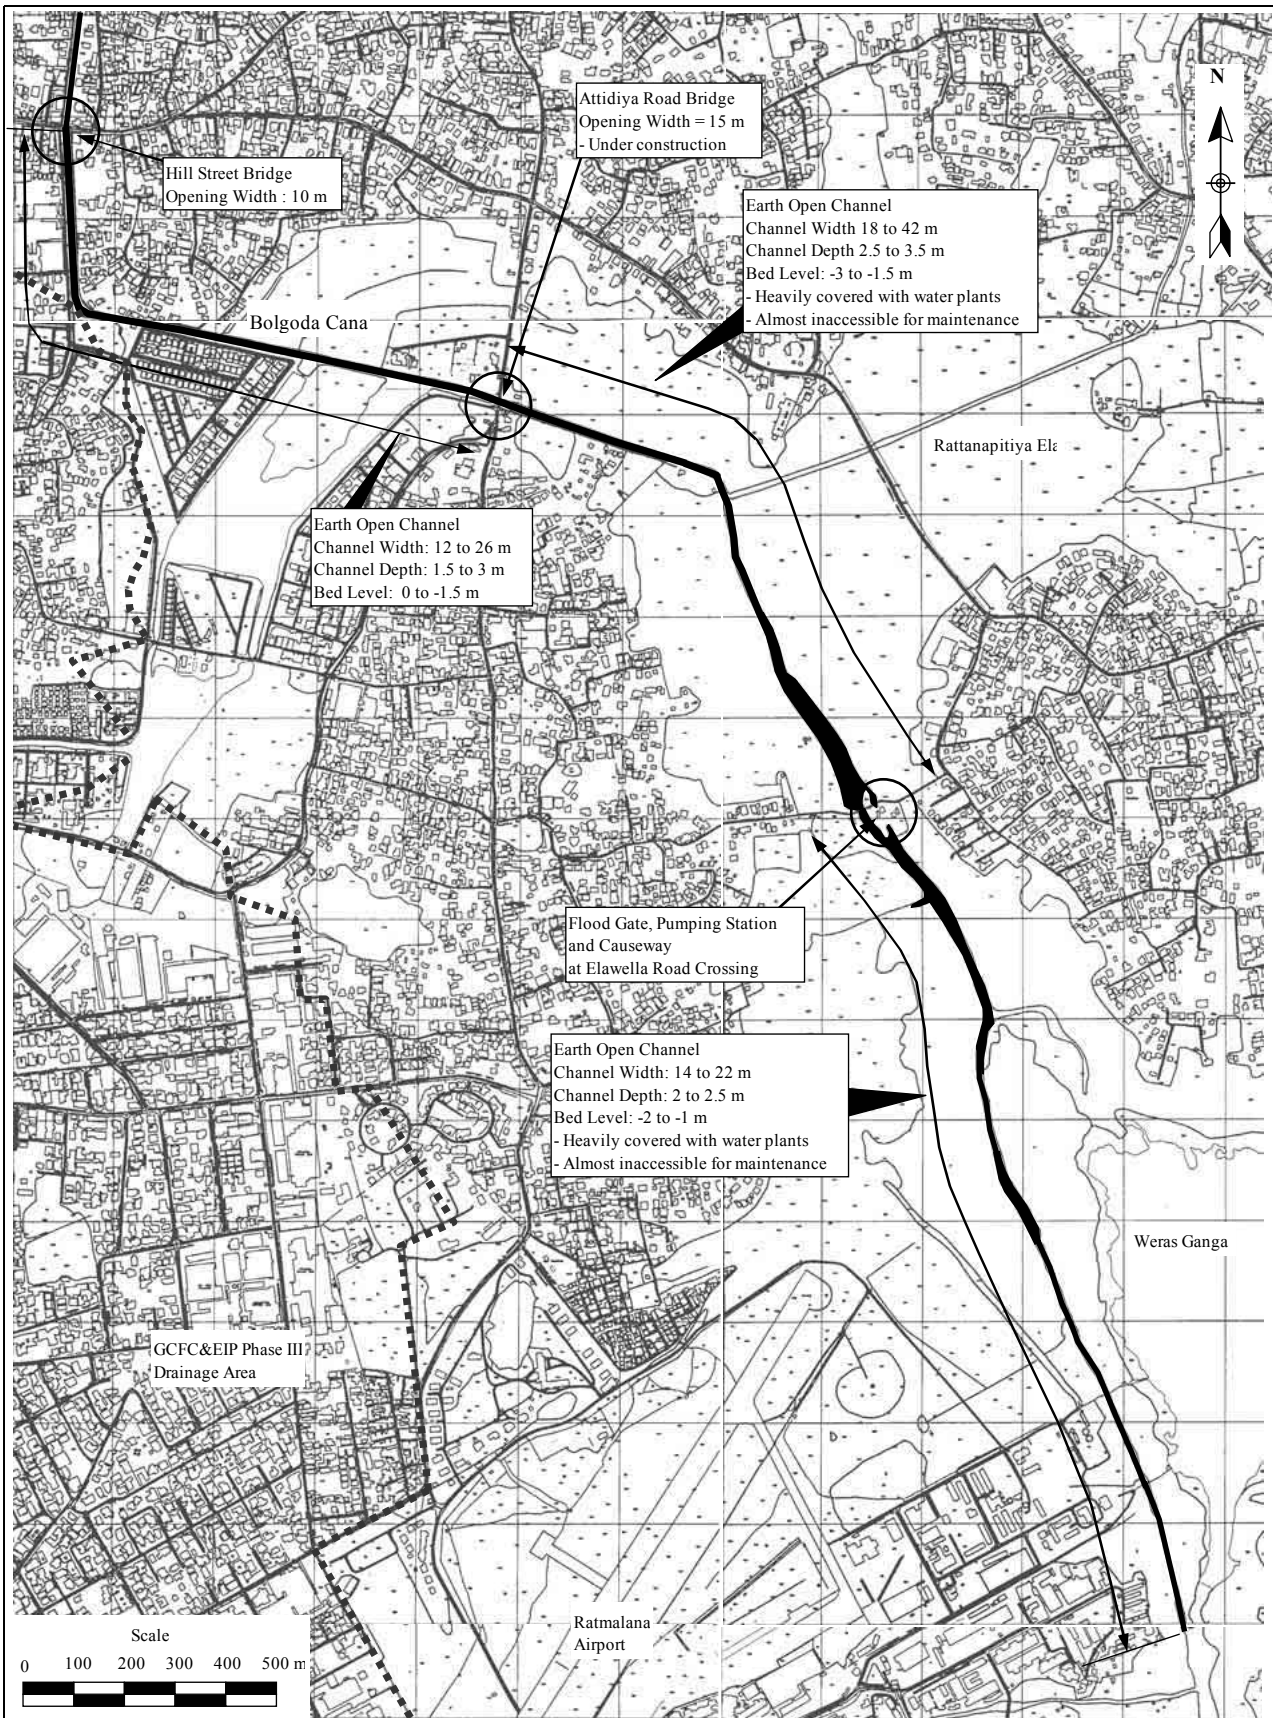 N
Attidiya Road Bridge
Opening Width = 15 m
- Under construction
Hill Street Bridge
Opening Width : 10 m
Earth Open Channel
Channel Width 18 to 42 m
Channel Depth 2.5 to 3.5 m
Bed Level: -3 to -1.5 m
- Heavily covered with water plants
- Almost inaccessible for maintenance
Bolgoda Cana
Rattanapitiya Ela
Earth Open Channel
Channel Width: 12 to 26 m
Channel Depth: 1.5 to 3 m
Bed Level: 0 to -1.5 m
Flood Gate, Pumping Station
and Causeway
at Elawella Road Crossing
Earth Open Channel
Channel Width: 14 to 22 m
Channel Depth: 2 to 2.5 m
Bed Level: -2 to -1 m
- Heavily covered with water plants
- Almost inaccessible for maintenance
Weras Ganga
GCFC&EIP Phase III
Drainage Area
Ratmalana
Airport
Scale
0 100 200 300 400 500 m